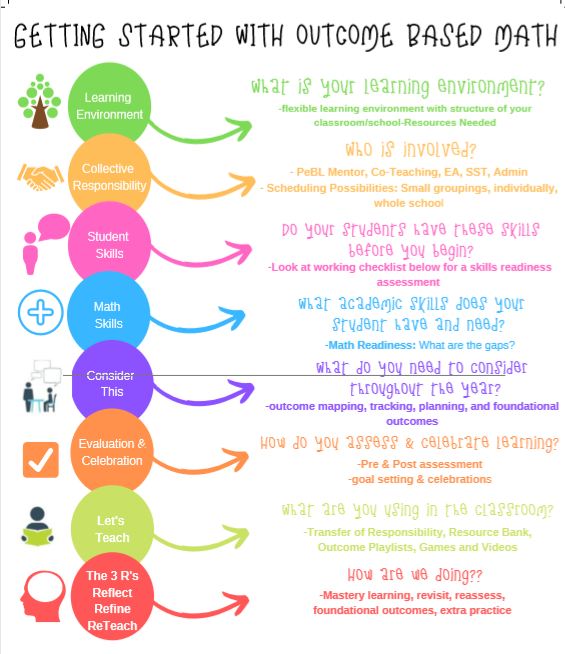 GETTING STARTED WITH OUTCOME BASED MATH
Learning
Environment
What is your learning environment?
-flexible learning environment with structure of your
classroom/school-Resources Needed
Collective
Responsibility
Who is involved?
- PeBL Mentor, Co-Teaching, EA, SST, Admin
- Scheduling Possibilities: Small groupings, individually,
whole school
Student
Skills
Do your students have these skills
before you begin?
-Look at working checklist below for a skills readiness
assessment
Math
Skills
What academic skills does your
student have and need?
-Math Readiness: What are the gaps?
Consider
This
What do you need to consider
throughout the year?
-outcome mapping, tracking, planning, and foundational
outcomes
Evaluation &
Celebration
How do you assess & celebrate learning?
-Pre & Post assessment
-goal setting & celebrations
Let's
Teach
What are you using in the classroom?
-Transfer of Responsibility, Resource Bank,
Outcome Playlists, Games and Videos
The 3 R's
Reflect
Refine
ReTeach
How are we doing??
-Mastery learning, revisit, reassess,
foundational outcomes, extra practice